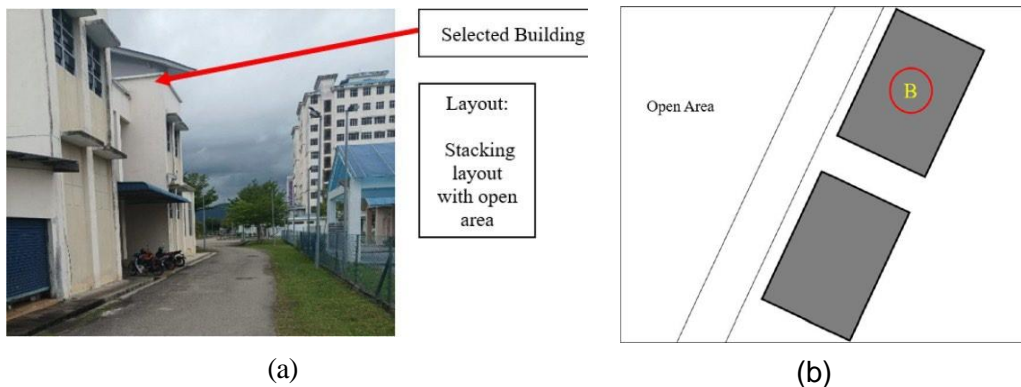 Selected Building
Layout:
Stacking
layout
with open
area
Open Area
B
(a)
(b)